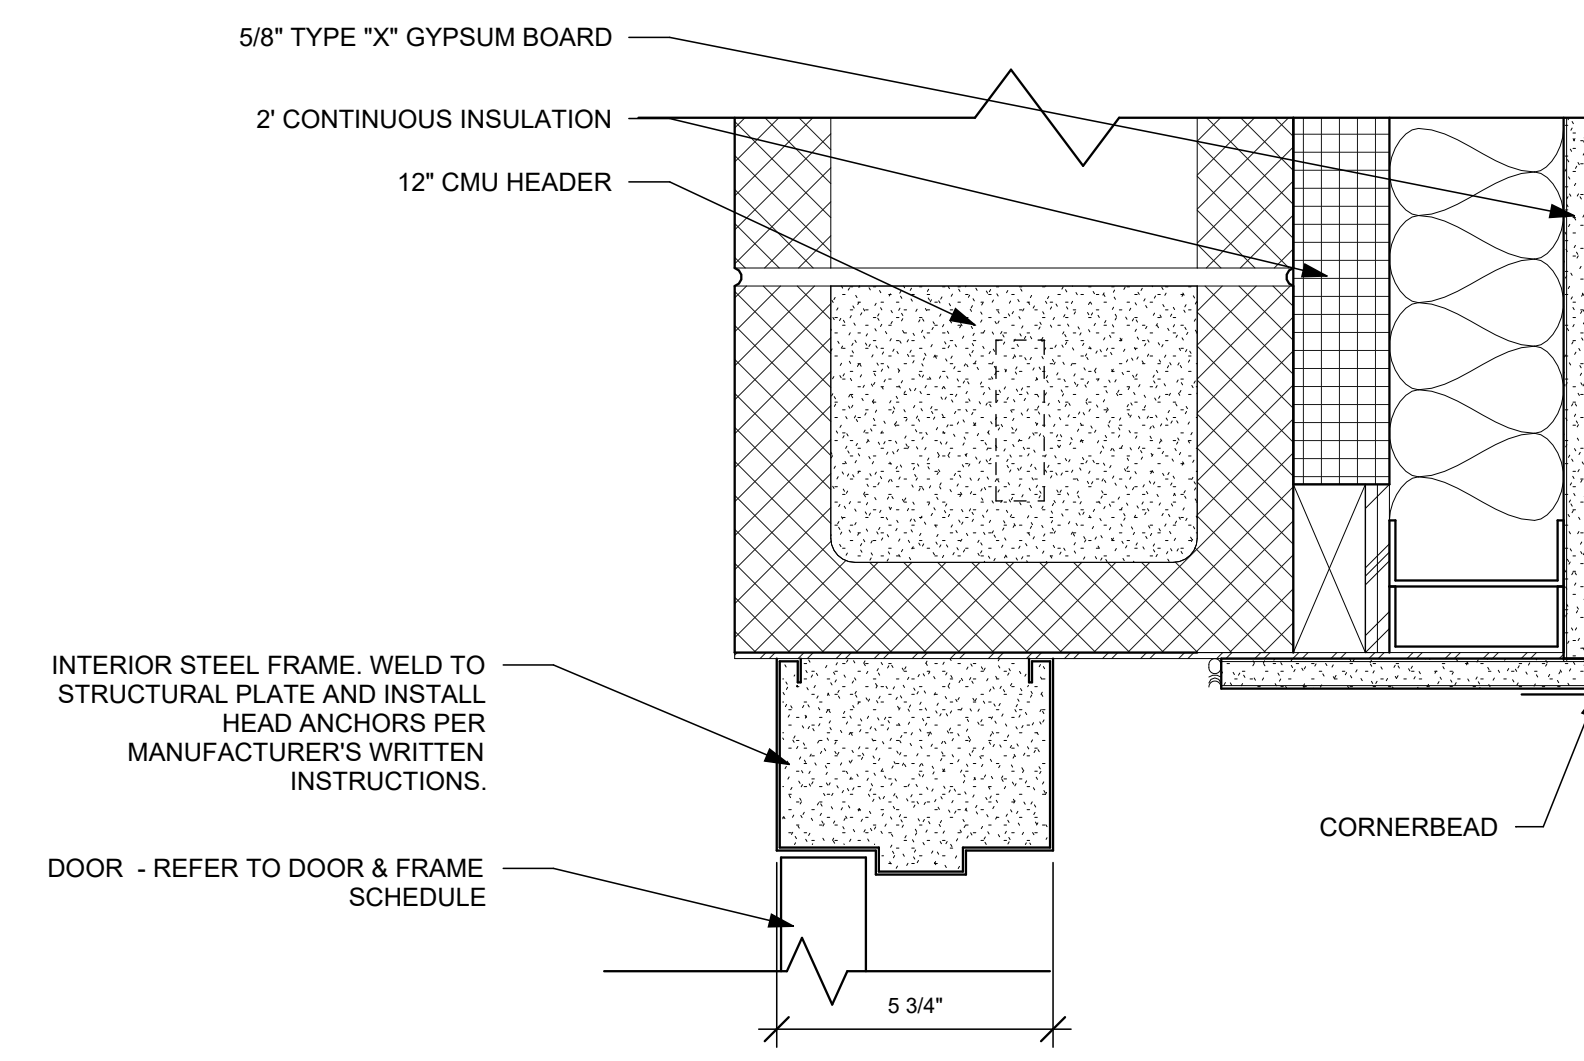 5/8" TYPE "X" GYPSUM BOARD
2' CONTINUOUS INSULATION
12" CMU HEADER
INTERIOR STEEL FRAME. WELD TO
STRUCTURAL PLATE AND INSTALL
HEAD ANCHORS PER
MANUFACTURER'S WRITTEN
INSTRUCTIONS.
CORNERBEAD
DOOR - REFER TO DOOR & FRAME
SCHEDULE
5 3/4"